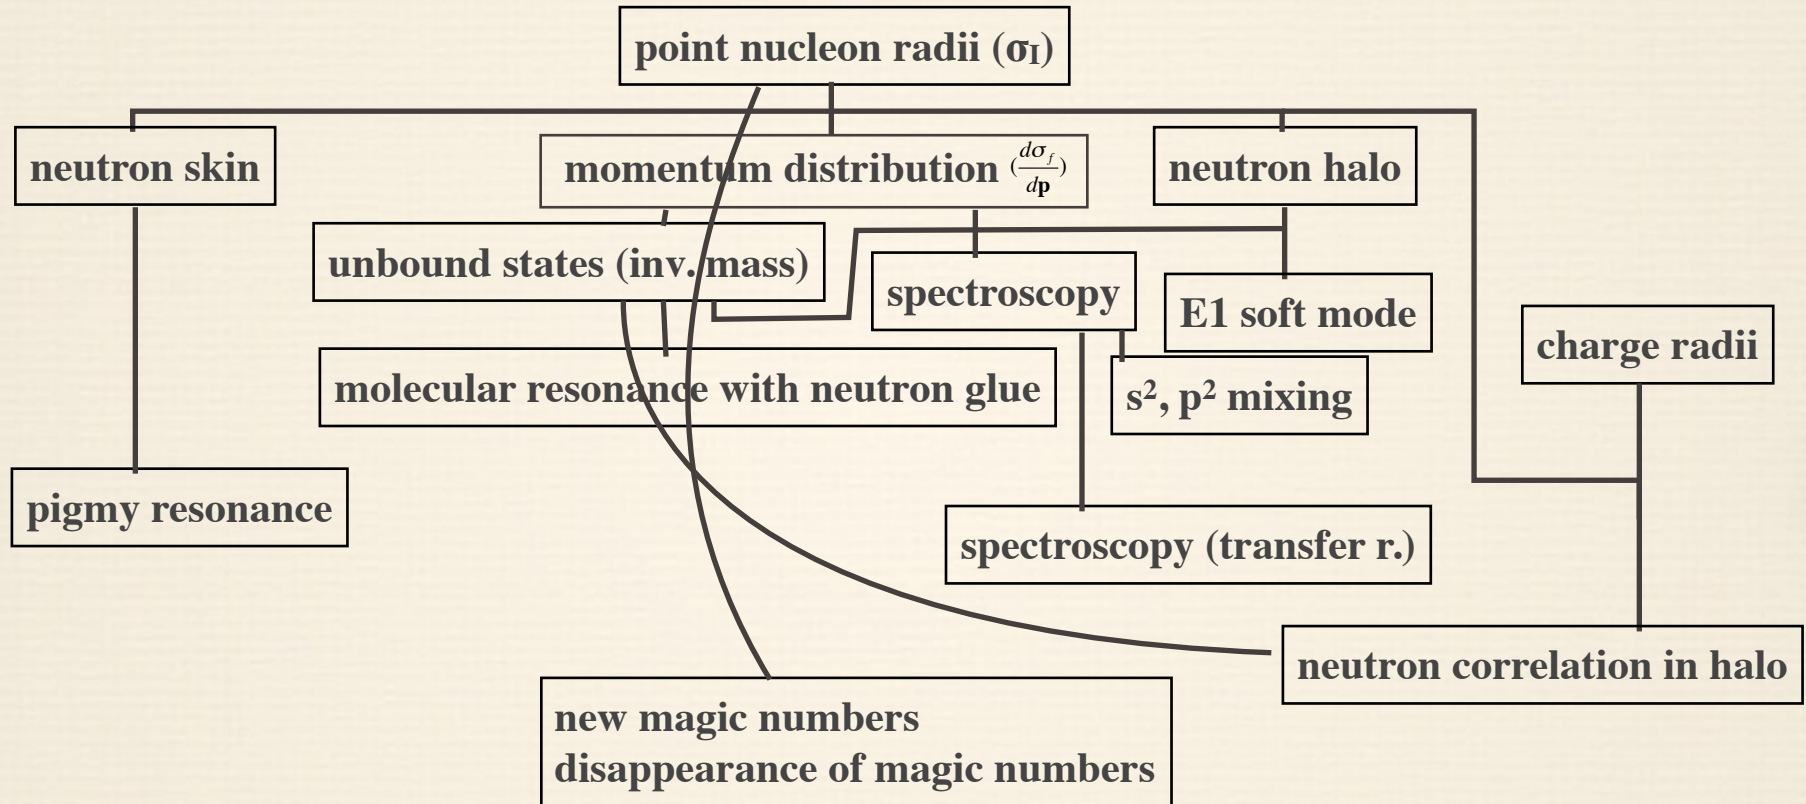 point nucleon radii (σI)
neutron skin
momentum distribution (dσf/dp)
neutron halo
unbound states (inv. mass)
spectroscopy
E1 soft mode
charge radii
molecular resonance with neutron glue
s², p² mixing
pigmy resonance
spectroscopy (transfer r.)
neutron correlation in halo
new magic numbers
disappearance of magic numbers